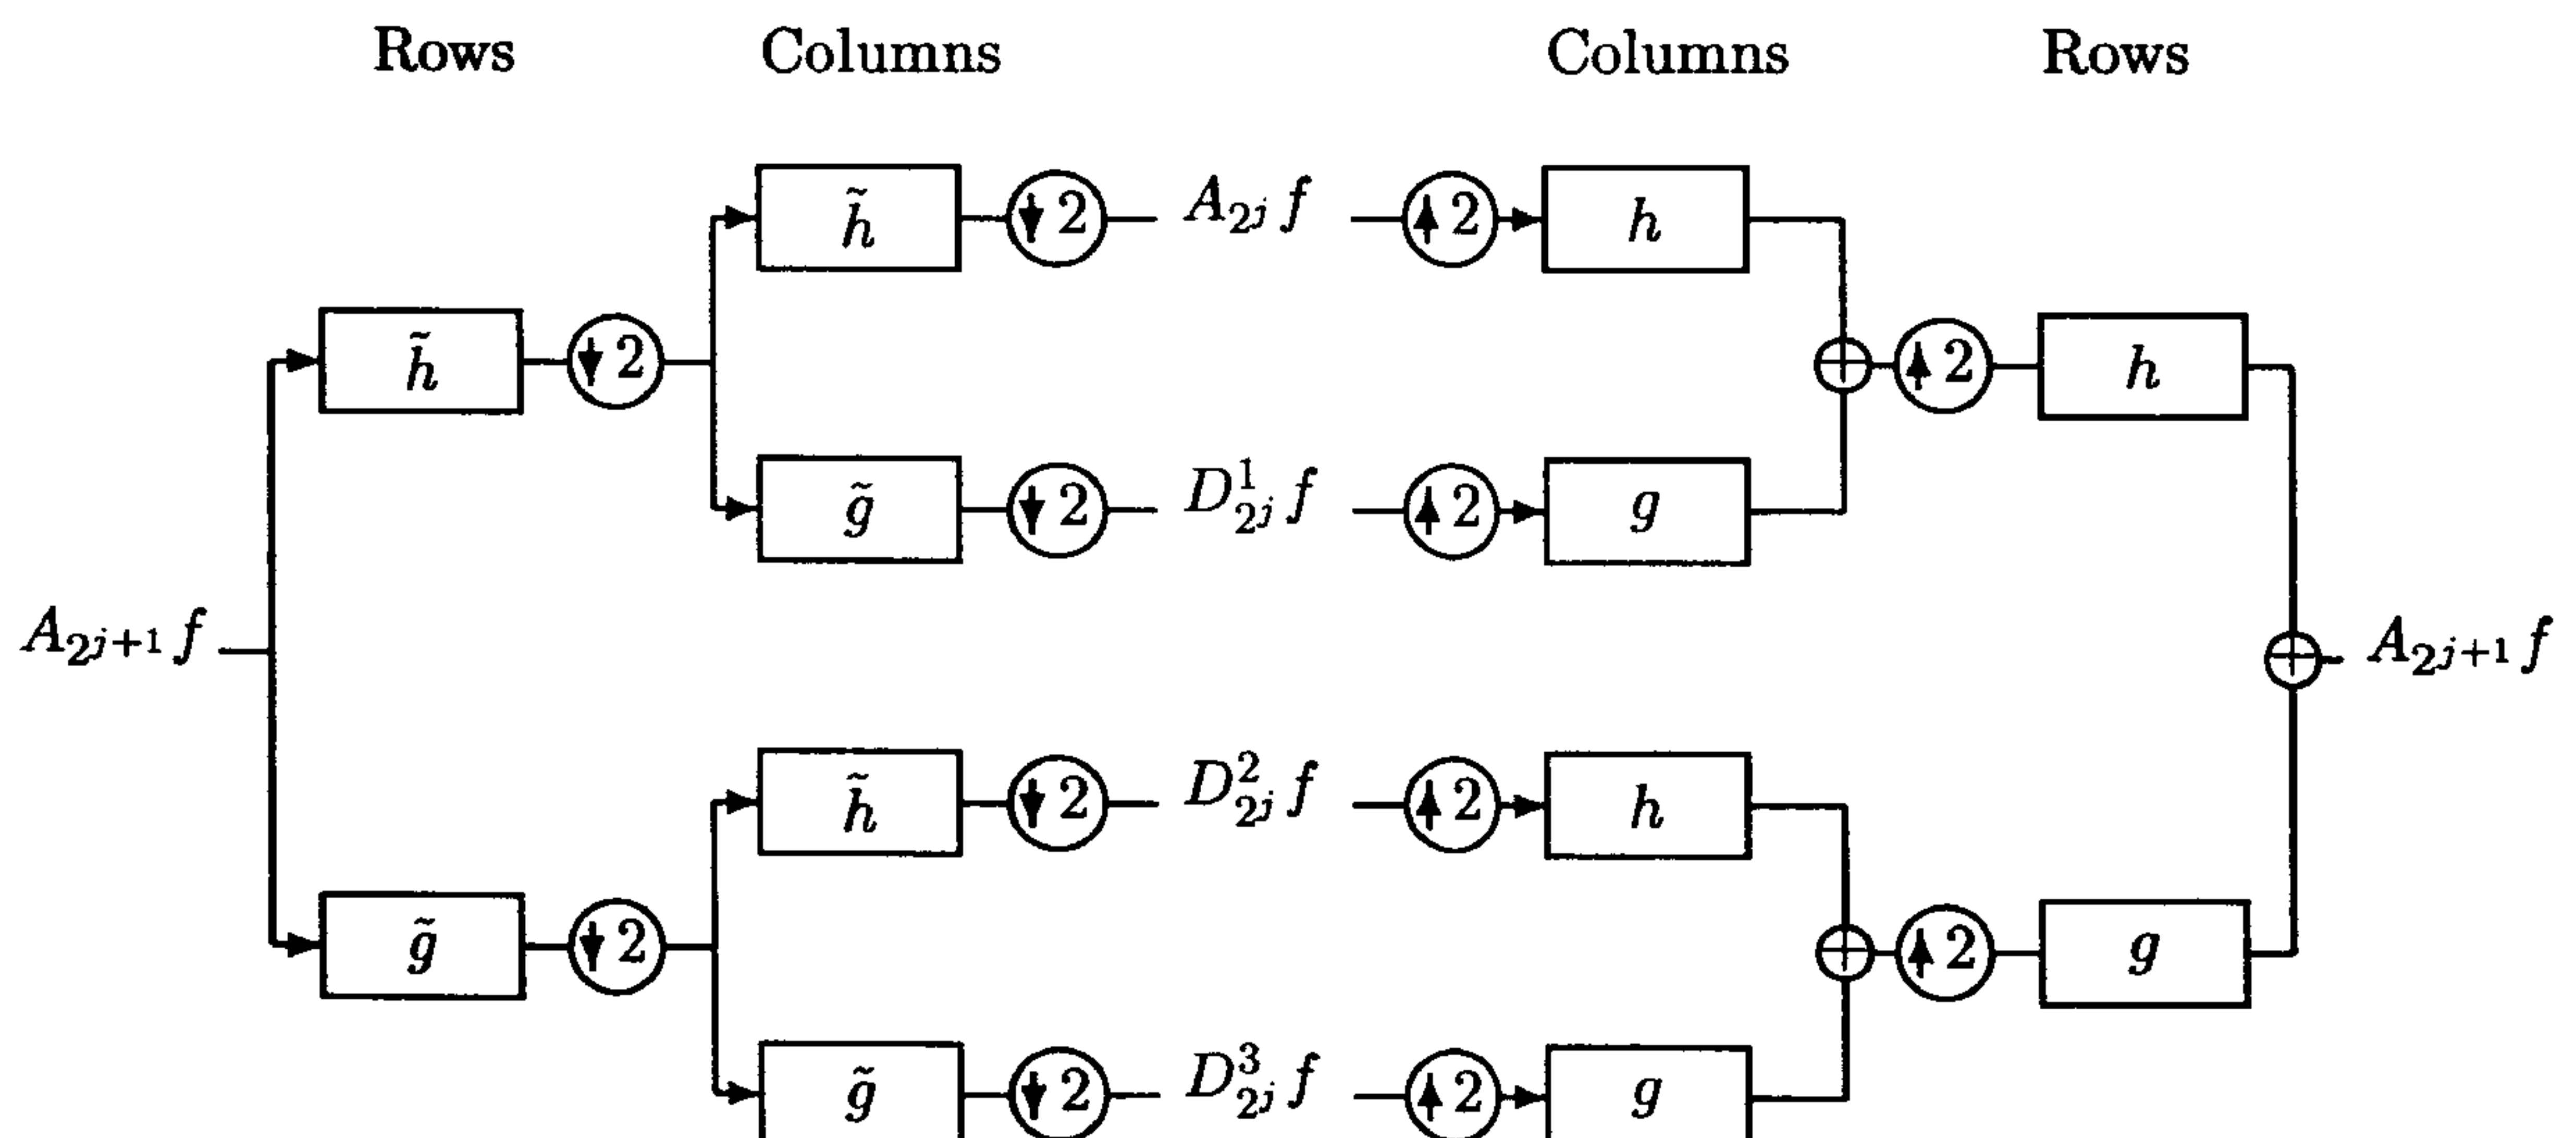 Rows Columns Columns Rows
h̃ ↓2 A_{2^j} f ↑2 h
h̃ ↓2 ↑2 h
g̃ ↓2 D^1_{2^j} f ↑2 g
A_{2^{j+1}} f A_{2^{j+1}} f
h̃ ↓2 D^2_{2^j} f ↑2 h
g̃ ↓2 ↑2 g
g̃ ↓2 D^3_{2^j} f ↑2 g